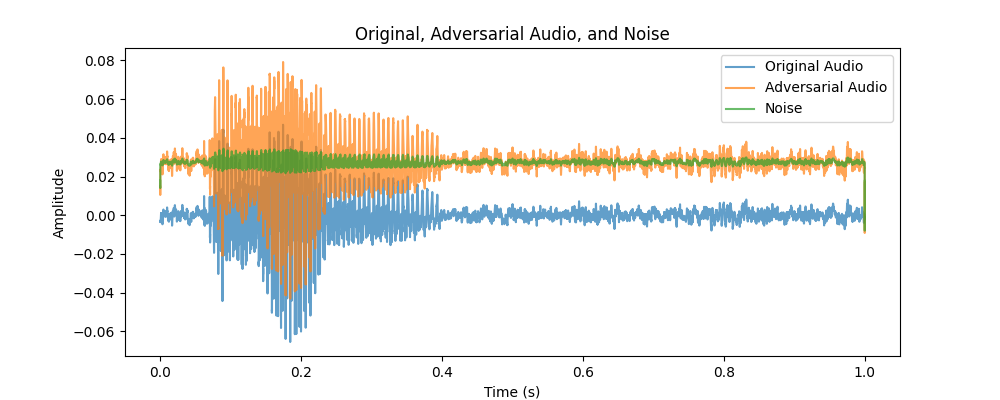 Original, Adversarial Audio, and Noise
Original Audio
Adversarial Audio
Noise
Amplitude
0.08
0.06
0.04
0.02
0.00
−0.02
−0.04
−0.06
0.0 0.2 0.4 0.6 0.8 1.0
Time (s)